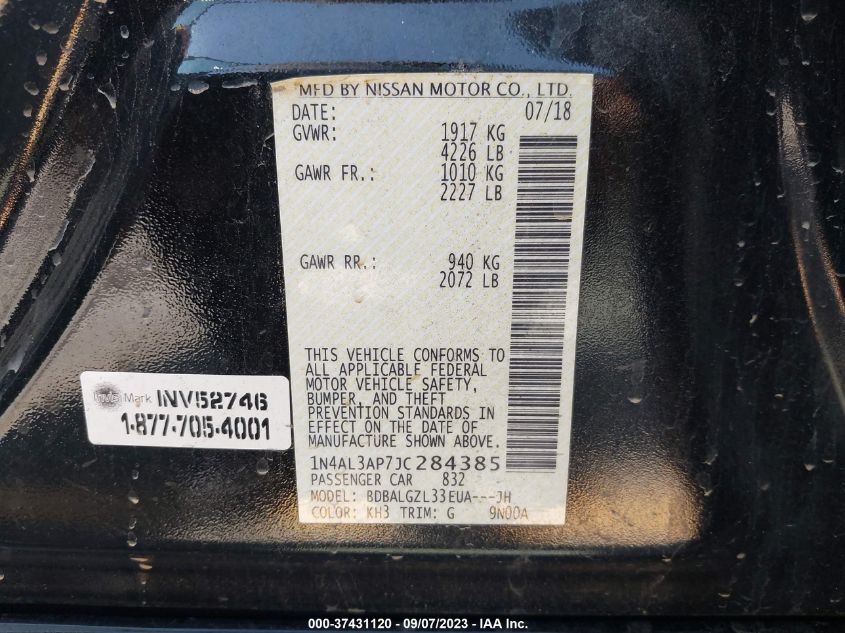 MFD BY NISSAN MOTOR CO., LTD.
DATE: 07/18
GVWR: 1917 KG
4226 LB
GAWR FR.: 1010 KG
2227 LB
GAWR RR.: 940 KG
2072 LB
THIS VEHICLE CONFORMS TO
ALL APPLICABLE FEDERAL
MOTOR VEHICLE SAFETY,
BUMPER, AND THEFT
PREVENTION STANDARDS IN
EFFECT ON THE DATE OF
MANUFACTURE SHOWN ABOVE.
1N4AL3AP7JC284385
PASSENGER CAR 832
MODEL: BDBALGZL33EUA---JH
COLOR: KH3 TRIM: G 9N00A
Mark INV52746
1-877-705-4001
000-37431120 - 09/07/2023 - IAA Inc.